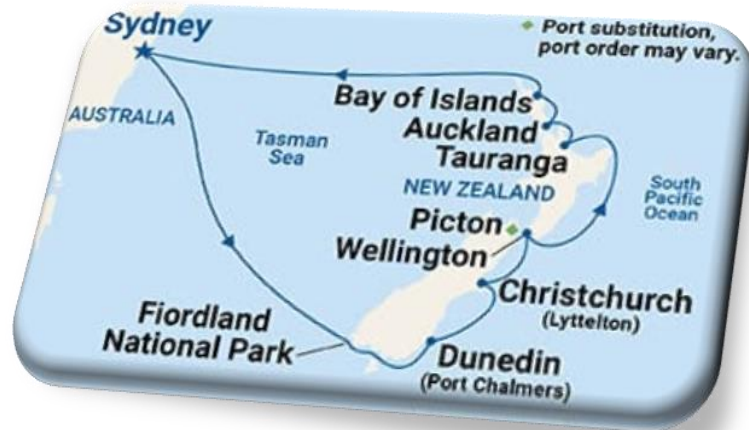 Sydney
Port substitution,
port order may vary.
AUSTRALIA
Tasman
Sea
Bay of Islands
Auckland
Tauranga
NEW ZEALAND
South
Pacific
Ocean
Picton
Wellington
Christchurch
(Lyttelton)
Fiordland
National Park
Dunedin
(Port Chalmers)